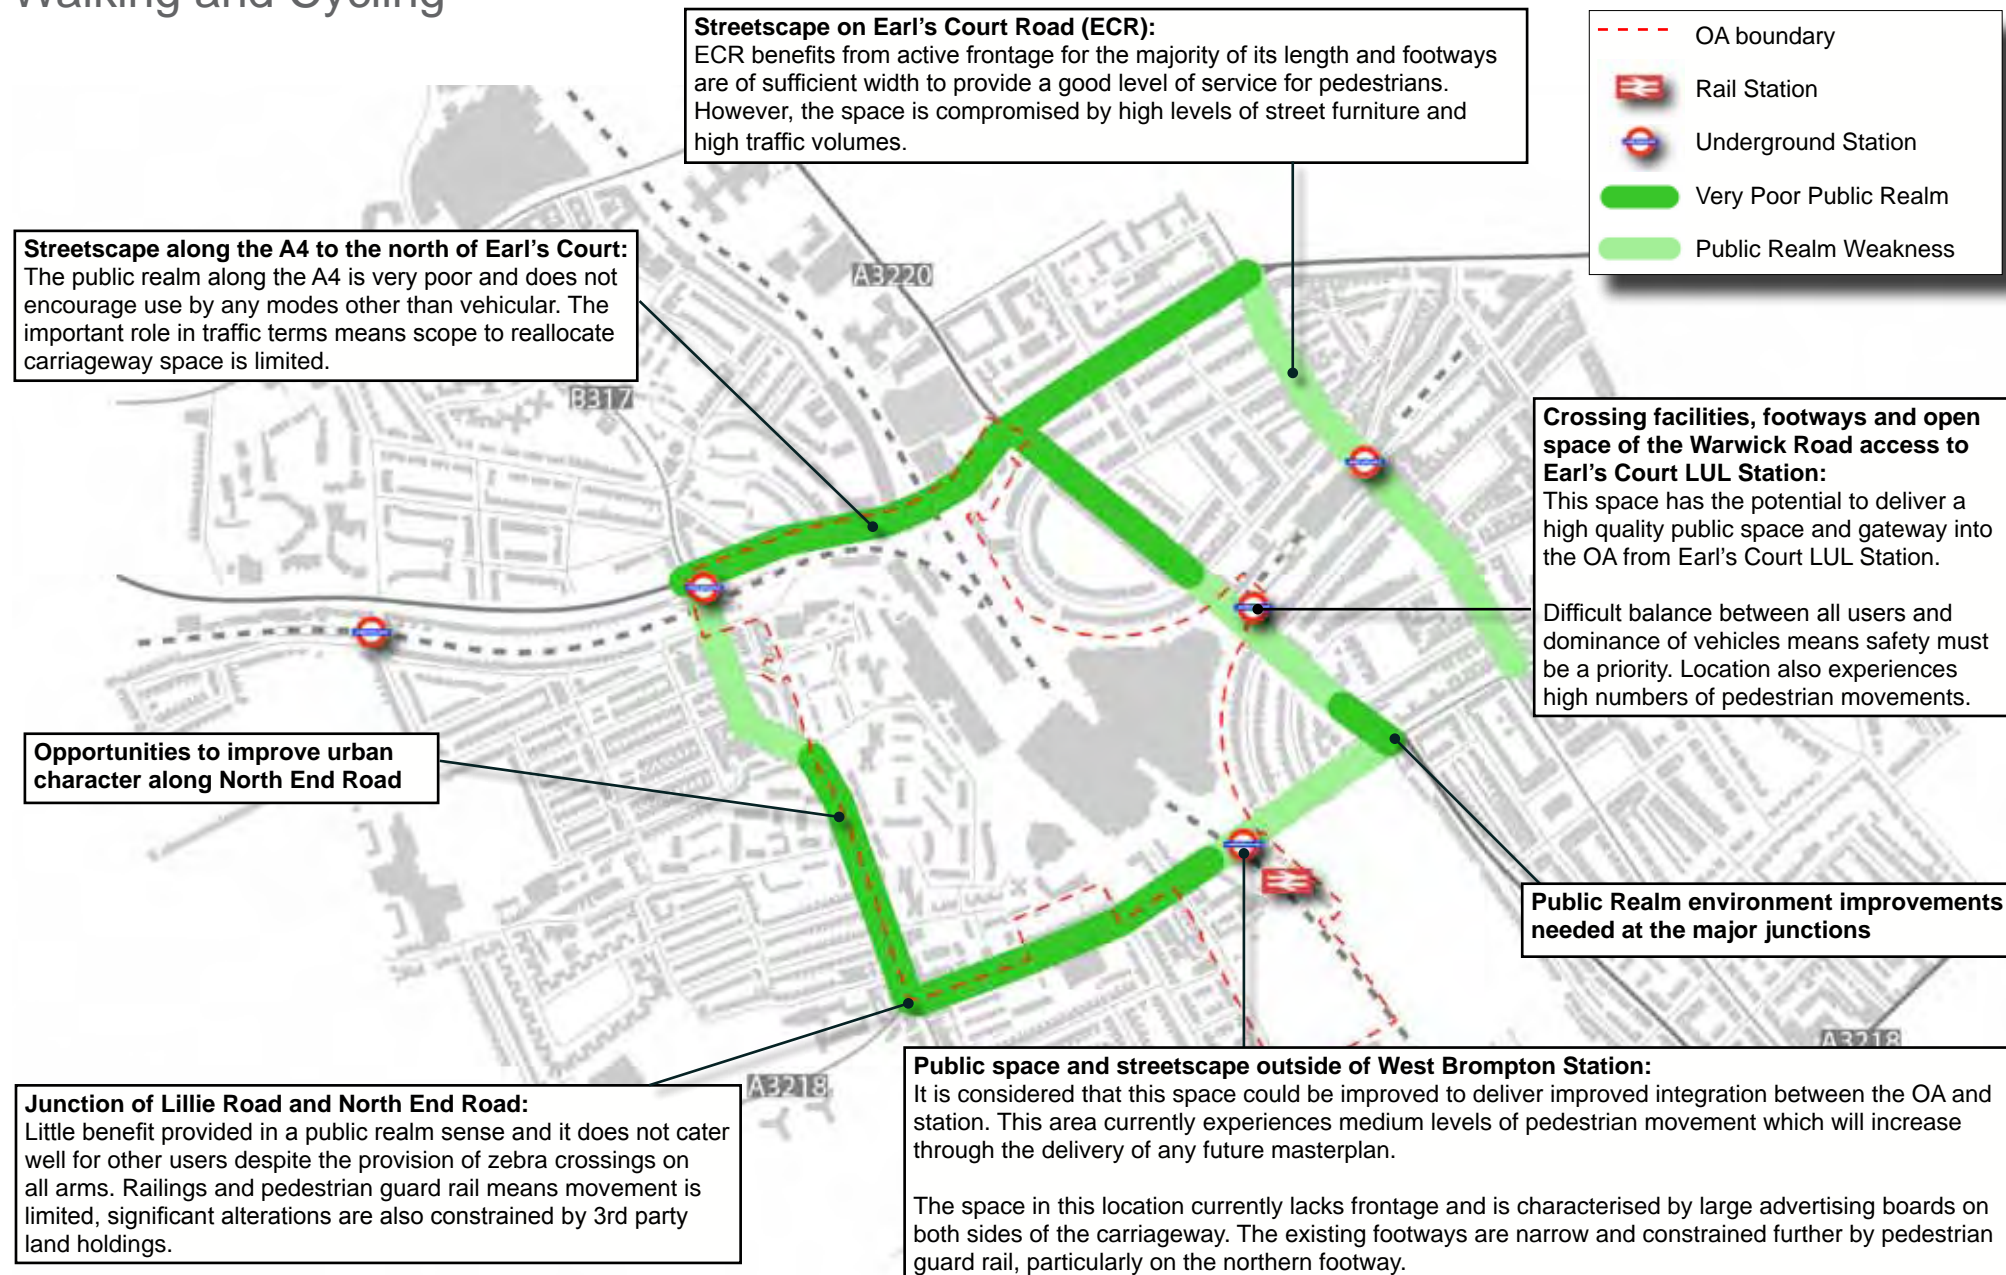 Walking and Cycling
Streetscape on Earl's Court Road (ECR):
ECR benefits from active frontage for the majority of its length and footways
are of sufficient width to provide a good level of service for pedestrians.
However, the space is compromised by high levels of street furniture and
high traffic volumes.
OA boundary
Rail Station
Underground Station
Very Poor Public Realm
Public Realm Weakness
Streetscape along the A4 to the north of Earl's Court:
The public realm along the A4 is very poor and does not
encourage use by any modes other than vehicular. The
important role in traffic terms means scope to reallocate
carriageway space is limited.
A3220
B317
Crossing facilities, footways and open
space of the Warwick Road access to
Earl's Court LUL Station:
This space has the potential to deliver a
high quality public space and gateway into
the OA from Earl's Court LUL Station.
Difficult balance between all users and
dominance of vehicles means safety must
be a priority. Location also experiences
high numbers of pedestrian movements.
Opportunities to improve urban
character along North End Road
Public Realm environment improvements
needed at the major junctions
A3218
A3218
Junction of Lillie Road and North End Road:
Little benefit provided in a public realm sense and it does not cater
well for other users despite the provision of zebra crossings on
all arms. Railings and pedestrian guard rail means movement is
limited, significant alterations are also constrained by 3rd party
land holdings.
Public space and streetscape outside of West Brompton Station:
It is considered that this space could be improved to deliver improved integration between the OA and
station. This area currently experiences medium levels of pedestrian movement which will increase
through the delivery of any future masterplan.
The space in this location currently lacks frontage and is characterised by large advertising boards on
both sides of the carriageway. The existing footways are narrow and constrained further by pedestrian
guard rail, particularly on the northern footway.